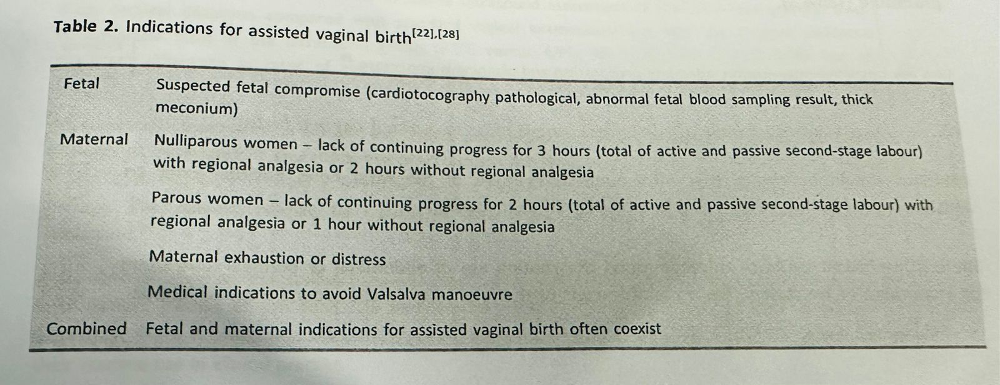 Table 2. Indications for assisted vaginal birth[22],[28]
Fetal Suspected fetal compromise (cardiotocography pathological, abnormal fetal blood sampling result, thick
meconium)
Maternal Nulliparous women – lack of continuing progress for 3 hours (total of active and passive second-stage labour)
with regional analgesia or 2 hours without regional analgesia
Parous women – lack of continuing progress for 2 hours (total of active and passive second-stage labour) with
regional analgesia or 1 hour without regional analgesia
Maternal exhaustion or distress
Medical indications to avoid Valsalva manoeuvre
Combined Fetal and maternal indications for assisted vaginal birth often coexist